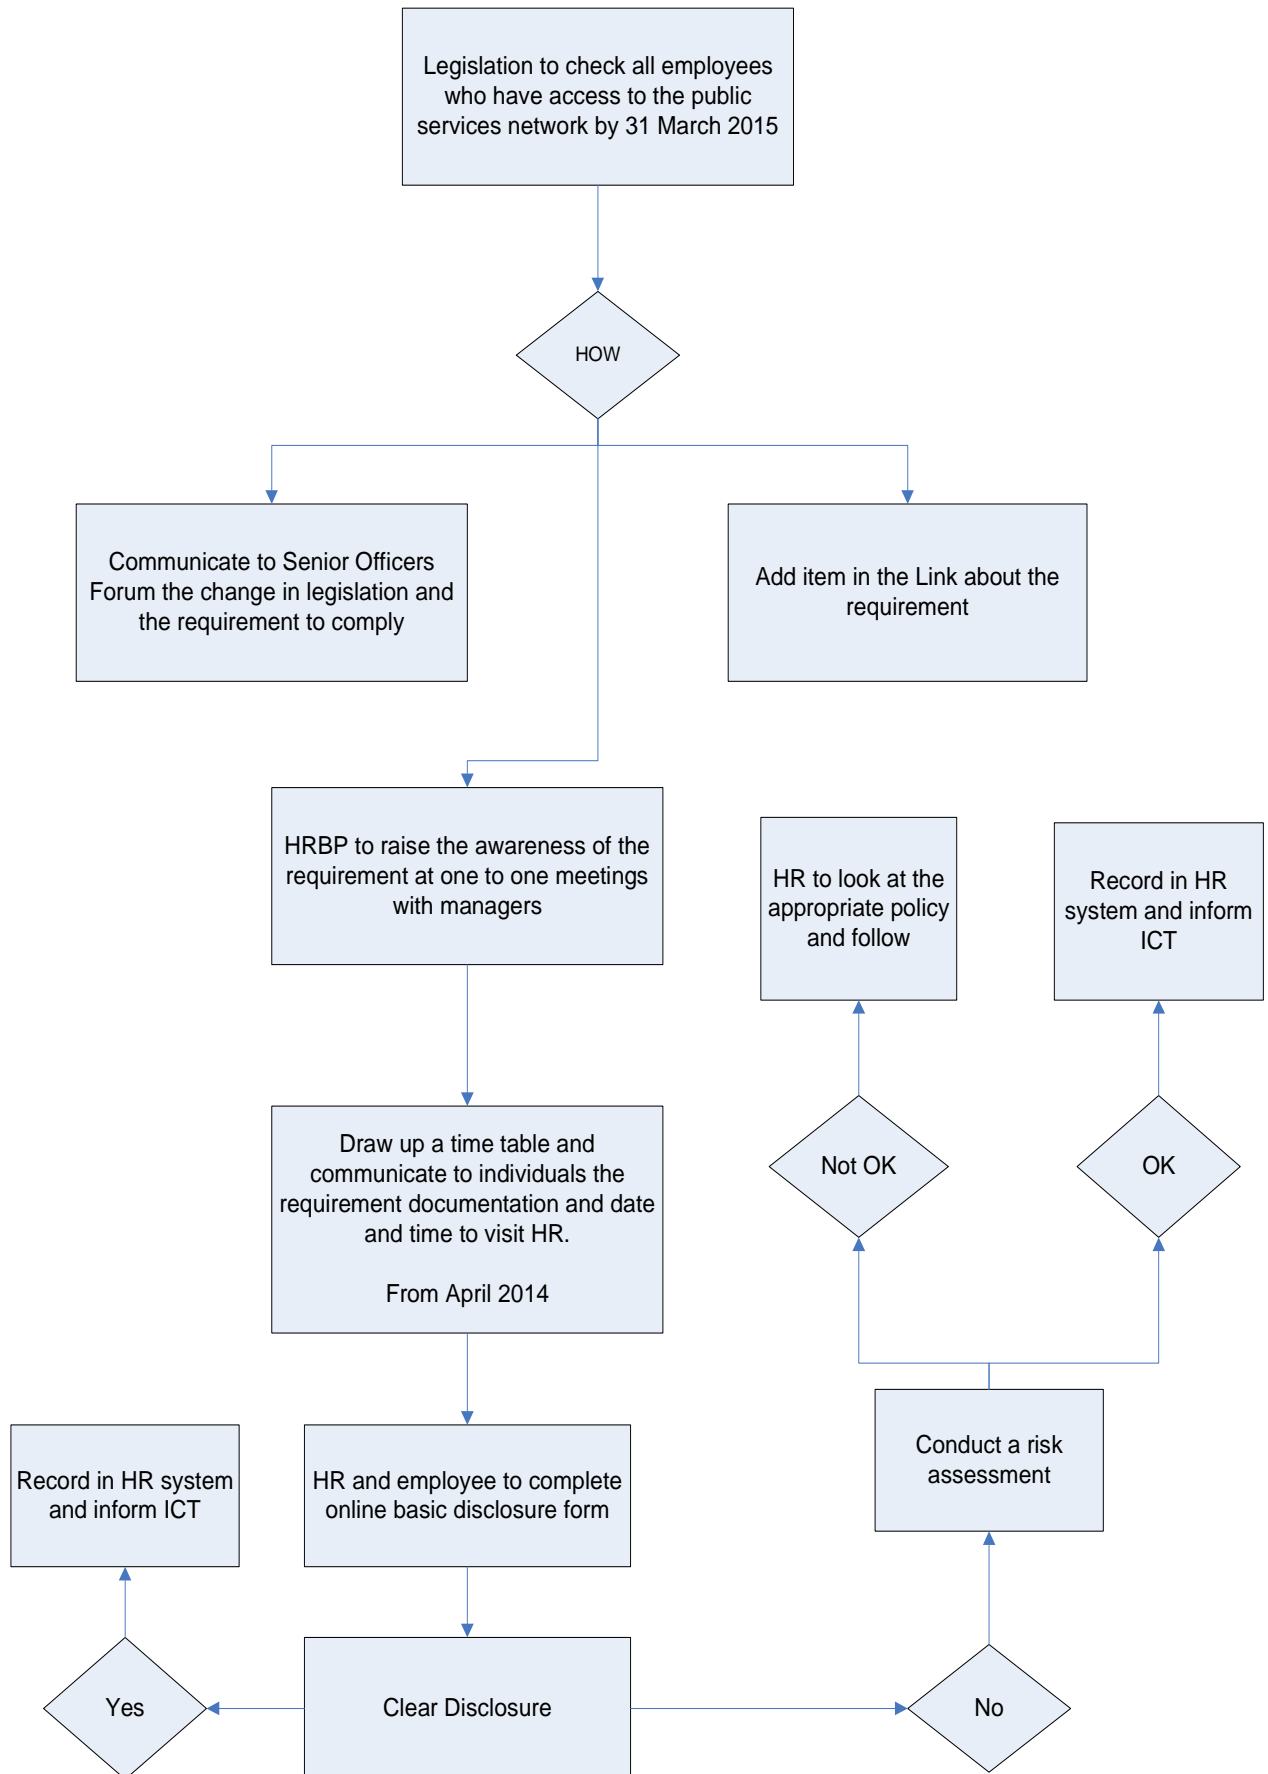 Legislation to check all employees
who have access to the public
services network by 31 March 2015
HOW
Communicate to Senior Officers
Forum the change in legislation and
the requirement to comply
Add item in the Link about the
requirement
HRBP to raise the awareness of the
requirement at one to one meetings
with managers
HR to look at the
appropriate policy
and follow
Record in HR
system and inform
ICT
Draw up a time table and
communicate to individuals the
requirement documentation and date
and time to visit HR.
From April 2014
Not OK
OK
Record in HR system
and inform ICT
HR and employee to complete
online basic disclosure form
Conduct a risk
assessment
Yes
Clear Disclosure
No